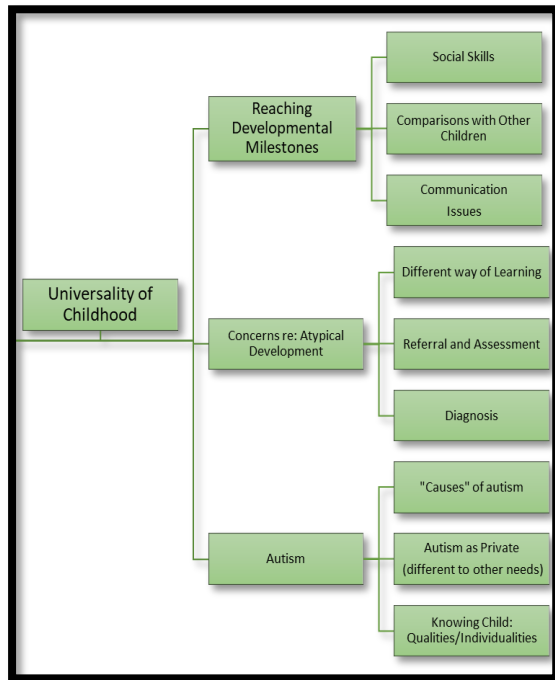 Universality of
Childhood
Reaching
Developmental
Milestones
Social Skills
Comparisons with Other
Children
Communication
Issues
Concerns re: Atypical
Development
Different way of Learning
Referral and Assessment
Diagnosis
Autism
"Causes" of autism
Autism as Private
(different to other needs)
Knowing Child:
Qualities/Individualities